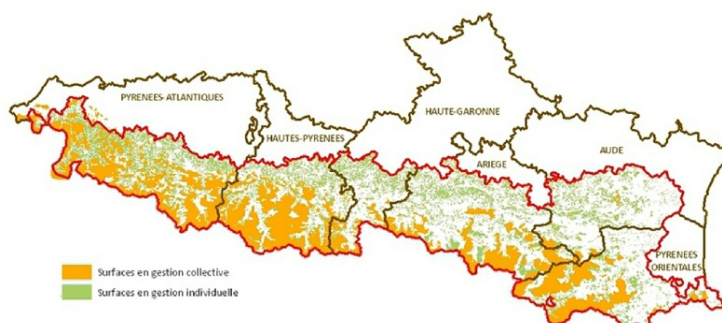 PYRENEES-ATLANTIQUES
HAUTES-PYRENEES
HAUTE-GARONNE
ARIEGE
AUDE
PYRENEES
ORIENTALES
Surfaces en gestion collective
Surfaces en gestion individuelle